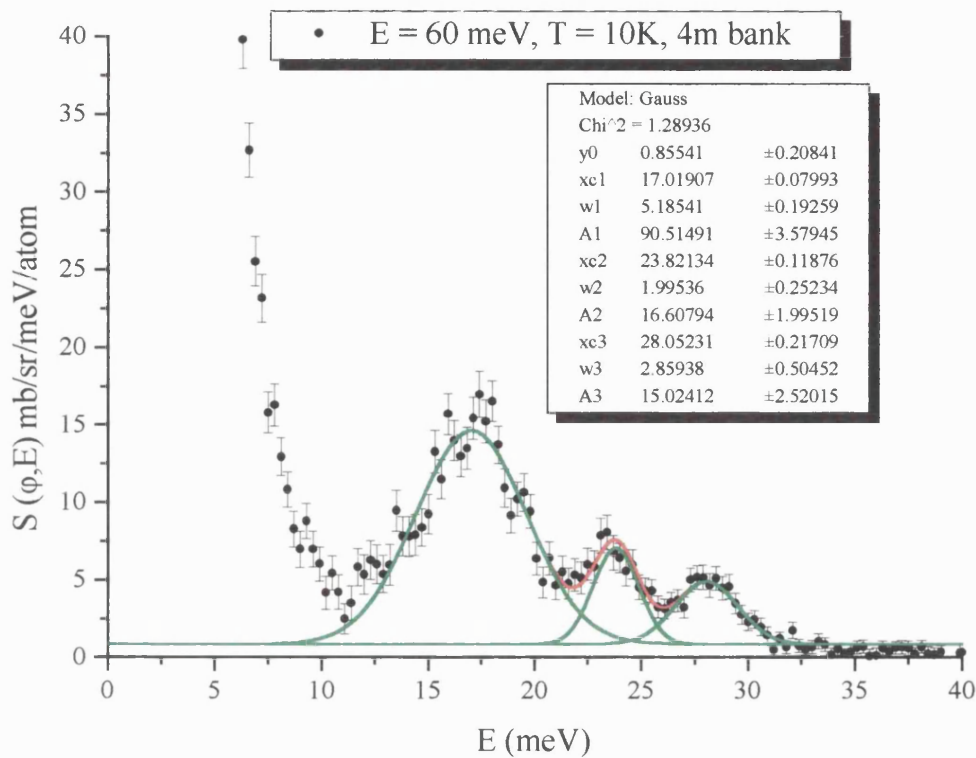 E = 60 meV, T = 10K, 4m bank
Model: Gauss
Chi^2 = 1.28936
y0 0.85541 ±0.20841
xc1 17.01907 ±0.07993
w1 5.18541 ±0.19259
A1 90.51491 ±3.57945
xc2 23.82134 ±0.11876
w2 1.99536 ±0.25234
A2 16.60794 ±1.99519
xc3 28.05231 ±0.21709
w3 2.85938 ±0.50452
A3 15.02412 ±2.52015
S (φ,E) mb/sr/meV/atom
40
35
30
25
20
15
10
5
0
0 5 10 15 20 25 30 35 40
E (meV)